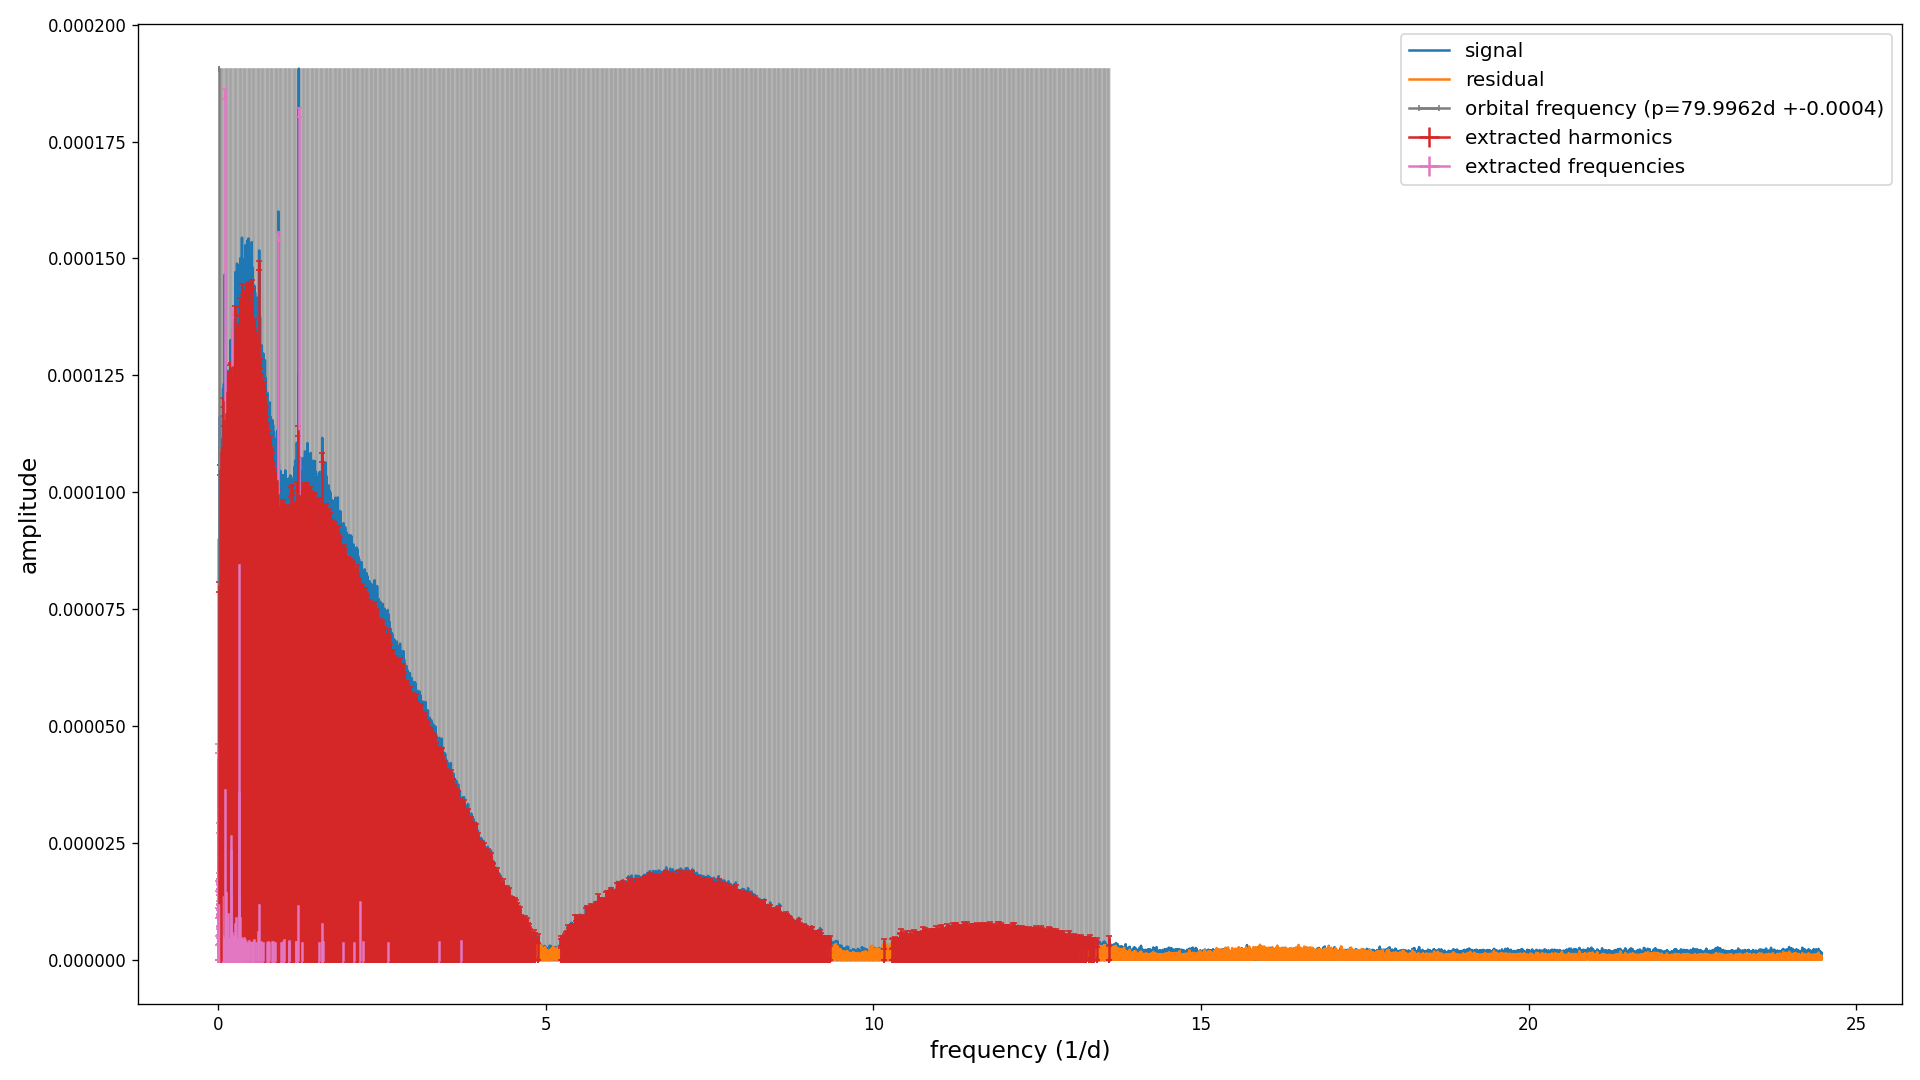 0.000200
0.000175
0.000150
0.000125
0.000100
0.000075
0.000050
0.000025
0.000000
amplitude
0 5 10 15 20 25
frequency (1/d)
signal
residual
orbital frequency (p=79.9962d +-0.0004)
extracted harmonics
extracted frequencies